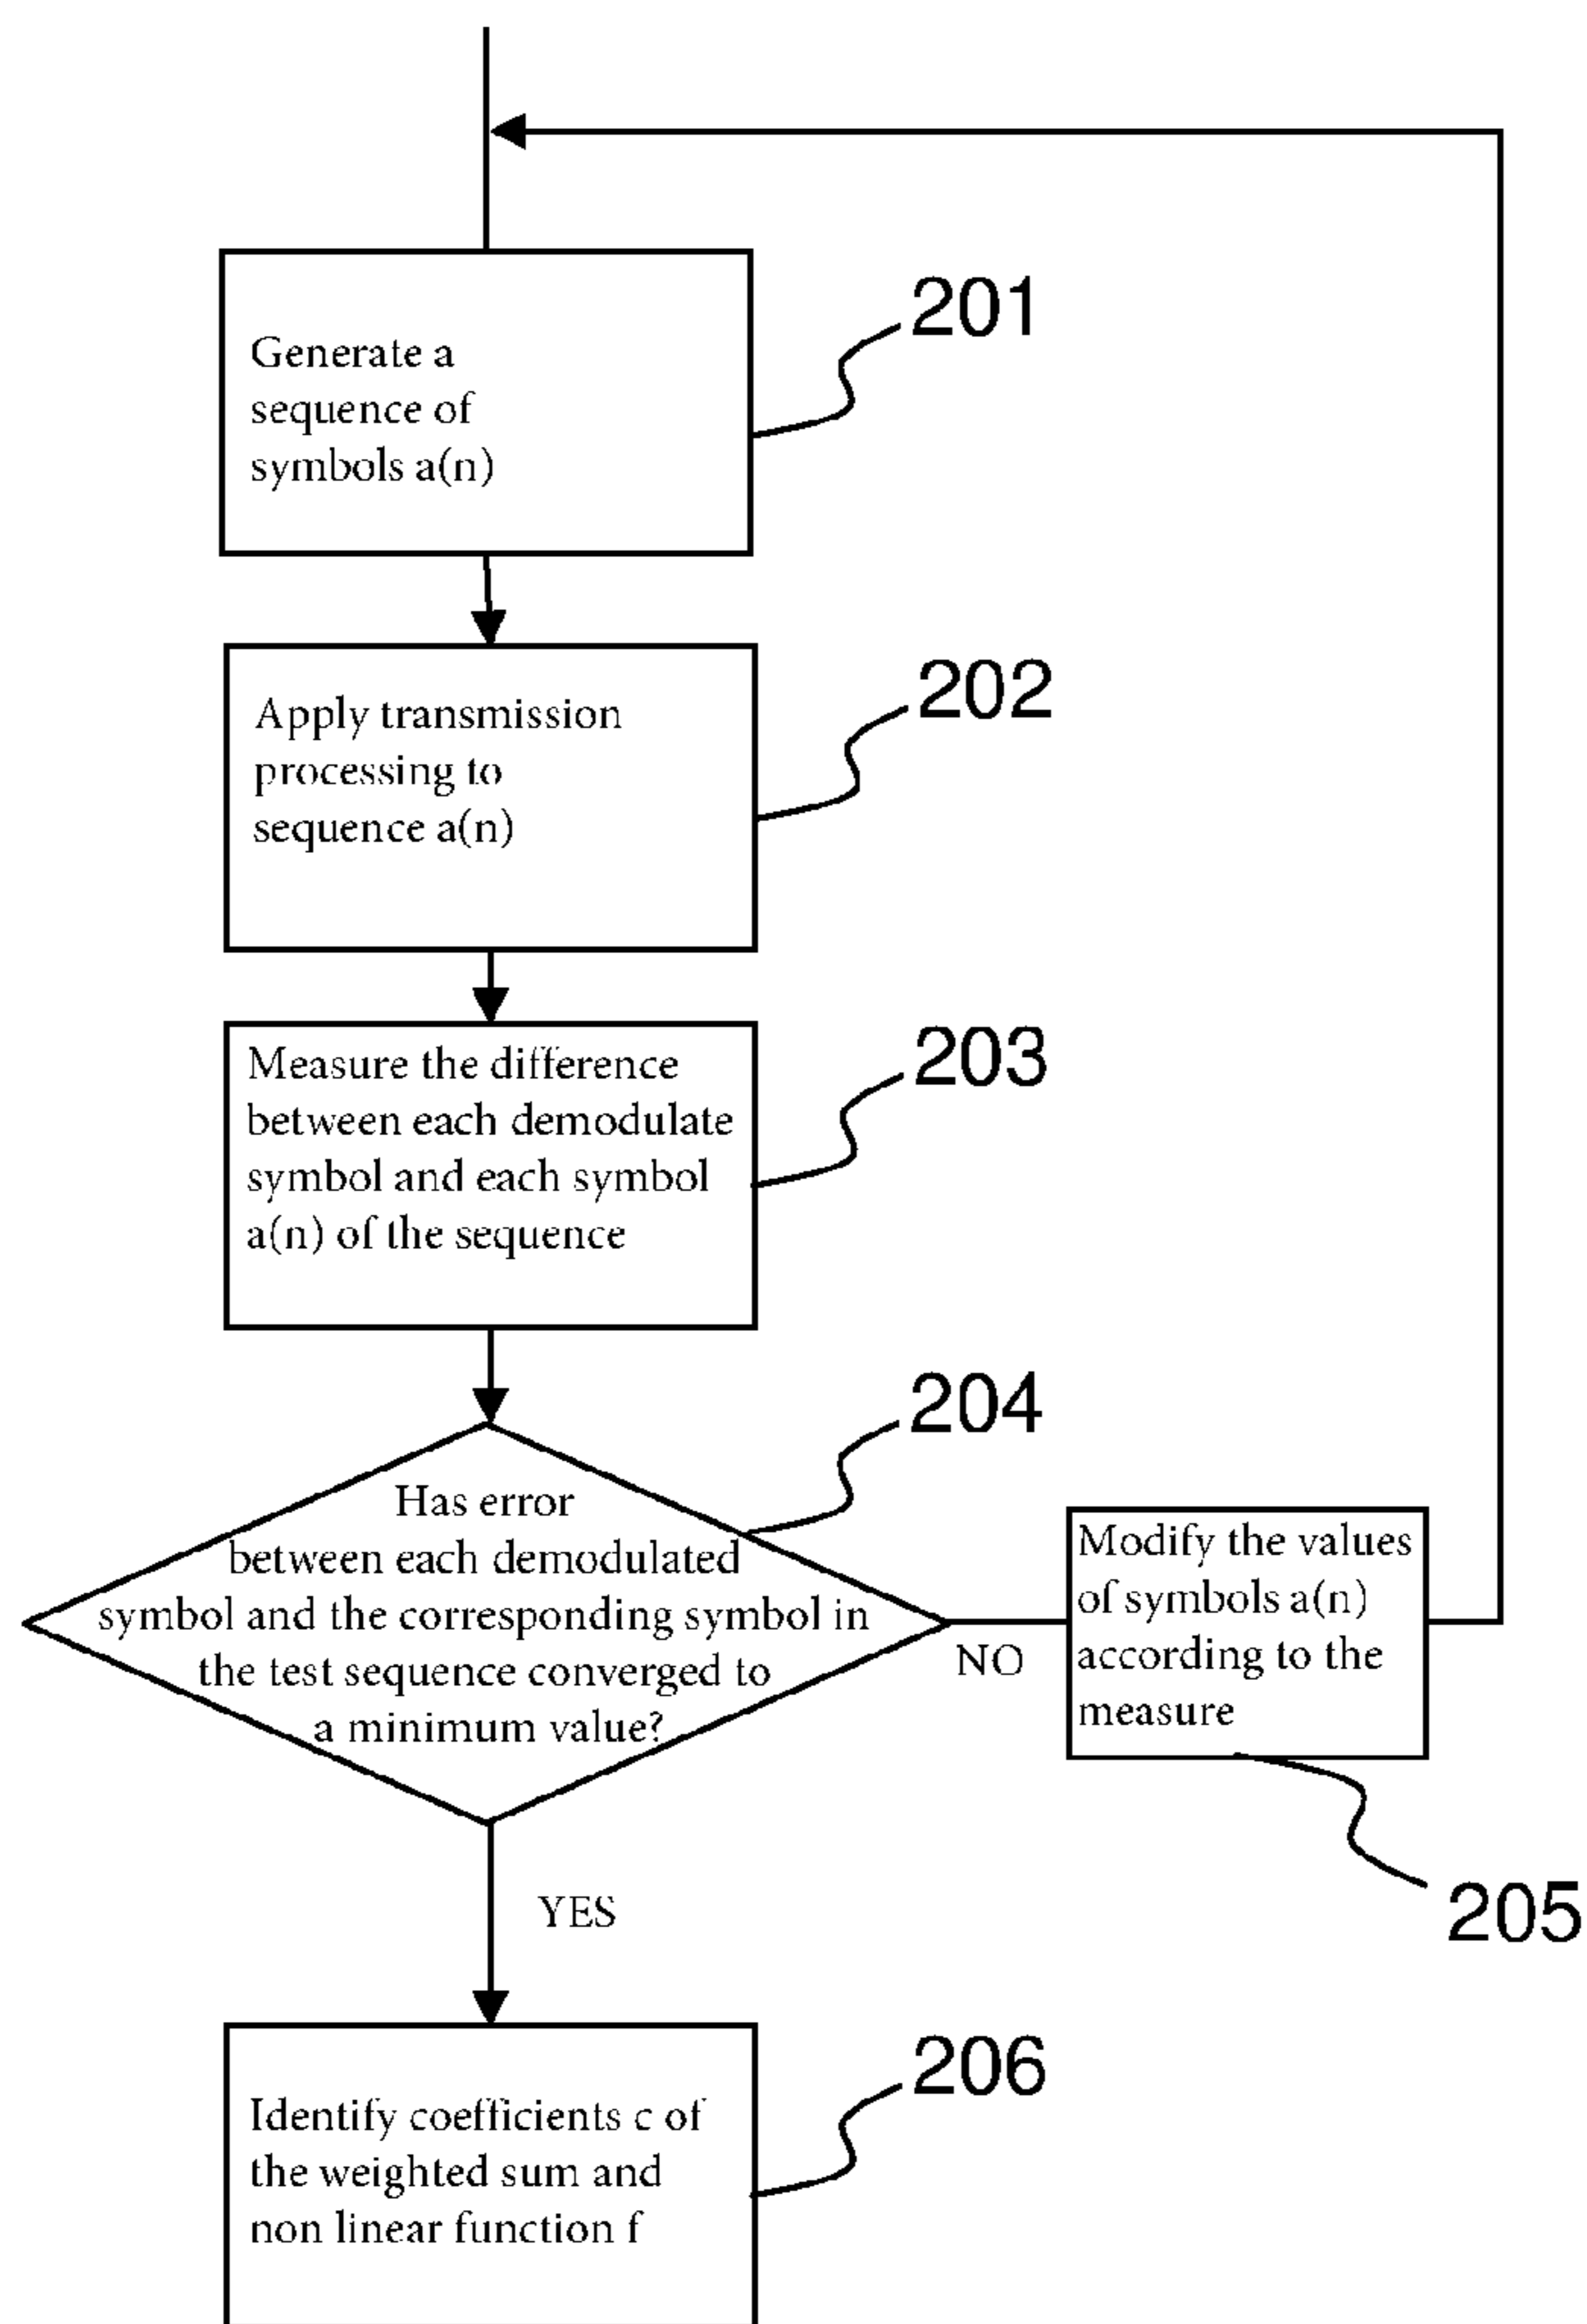 201
Generate a
sequence of
symbols a(n)
202
Apply transmission
processing to
sequence a(n)
203
Measure the difference
between each demodulate
symbol and each symbol
a(n) of the sequence
204
Has error
between each demodulated
symbol and the corresponding symbol in
the test sequence converged to
a minimum value?
NO
Modify the values
of symbols a(n)
according to the
measure
205
YES
206
Identify coefficients c of
the weighted sum and
non linear function f